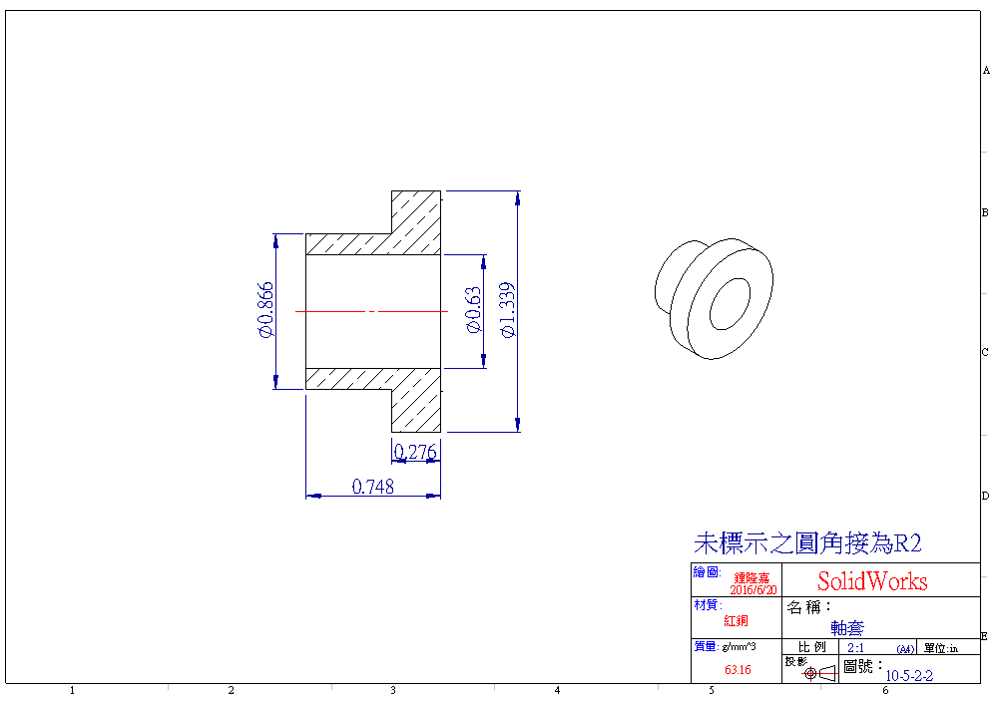 A
B
C
D
E
Ø0.866
Ø0.63
Ø1.339
0.276
0.748
未標示之圓角接為R2
繪圖:
鍾隆嘉
2016/6/20
SolidWorks
材質:
紅銅
名稱：
軸套
質量: g/mm^3
63.16
比例
2:1
(A4)
單位:in
投影
圖號：
10-5-2-2
1
2
3
4
5
6